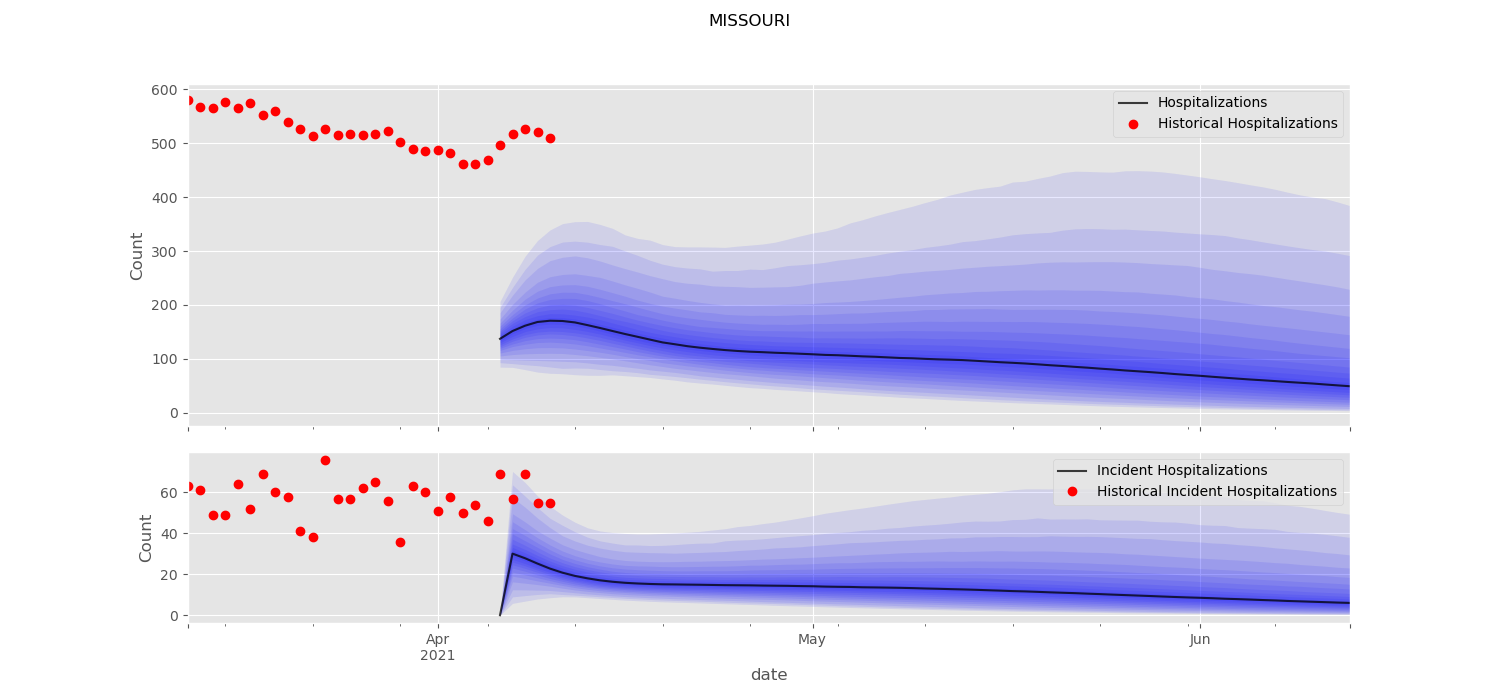 MISSOURI
600
500
400
300
200
100
0
Count
Hospitalizations
Historical Hospitalizations
60
40
20
0
Count
Incident Hospitalizations
Historical Incident Hospitalizations
Apr
2021
May
Jun
date